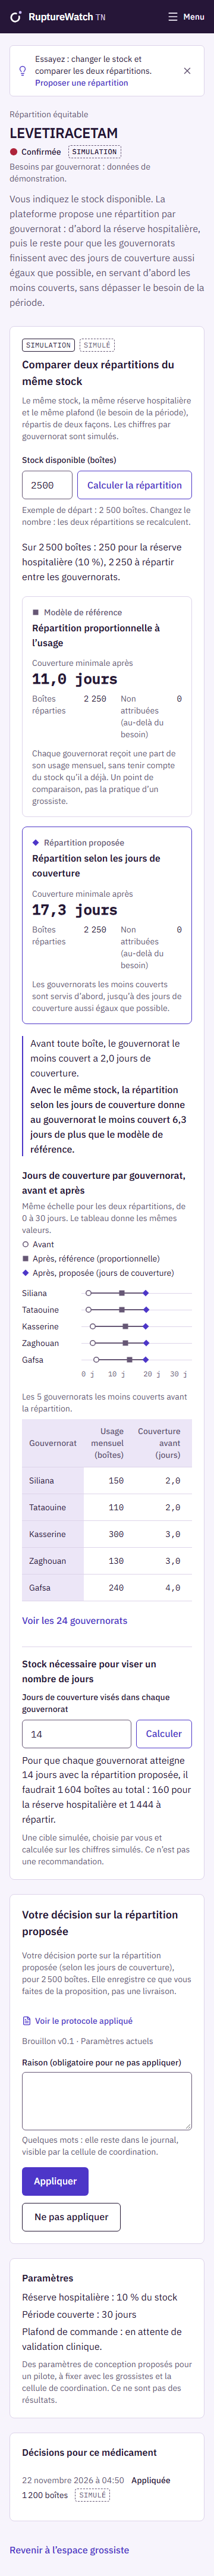 RuptureWatch TN
Menu
Essayez : changer le stock et
comparer les deux répartitions.
Proposer une répartition
Répartition équitable
LEVETIRACETAM
Confirmée SIMULATION
Besoins par gouvernorat : données de
démonstration.
Vous indiquez le stock disponible. La
plateforme propose une répartition par
gouvernorat : d’abord la réserve hospitalière,
puis le reste pour que les gouvernorats
finissent avec des jours de couverture aussi
égaux que possible, en servant d’abord les
moins couverts, sans dépasser le besoin de la
période.
SIMULATION SIMULÉ
Comparer deux répartitions du
même stock
Le même stock, la même réserve hospitalière
et le même plafond (le besoin de la période),
répartis de deux façons. Les chiffres par
gouvernorat sont simulés.
Stock disponible (boîtes)
2500
Calculer la répartition
Exemple de départ : 2 500 boîtes. Changez le
nombre : les deux répartitions se recalculent.
Sur 2 500 boîtes : 250 pour la réserve
hospitalière (10 %), 2 250 à répartir
entre les gouvernorats.
Modèle de référence
Répartition proportionnelle à
l’usage
Couverture minimale après
11,0 jours
Boîtes réparties 2 250
Non attribuées (au-delà du besoin) 0
Chaque gouvernorat reçoit une part de
son usage mensuel, sans tenir compte
du stock qu’il a déjà. Un point de
comparaison, pas la pratique d’un
grossiste.
Répartition proposée
Répartition selon les jours de
couverture
Couverture minimale après
17,3 jours
Boîtes réparties 2 250
Non attribuées (au-delà du besoin) 0
Les gouvernorats les moins couverts
sont servis d’abord, jusqu’à des jours de
couverture aussi égaux que possible.
Avant toute boîte, le gouvernorat le
moins couvert a 2,0 jours de
couverture.
Avec le même stock, la répartition
selon les jours de couverture donne
au gouvernorat le moins couvert 6,3
jours de plus que le modèle de
référence.
Jours de couverture par gouvernorat,
avant et après
Même échelle pour les deux répartitions, de
0 à 30 jours. Le tableau donne les mêmes
valeurs.
Avant
Après, référence (proportionnelle)
Après, proposée (jours de couverture)
Siliana
Tataouine
Kasserine
Zaghouan
Gafsa
0 j 10 j 20 j 30 j
Les 5 gouvernorats les moins couverts avant
la répartition.
Gouvernorat Usage mensuel (boîtes) Couverture avant (jours)
Siliana 150 2,0
Tataouine 110 2,0
Kasserine 300 3,0
Zaghouan 130 3,0
Gafsa 240 4,0
Voir les 24 gouvernorats
Stock nécessaire pour viser un
nombre de jours
Jours de couverture visés dans chaque
gouvernorat
14
Calculer
Pour que chaque gouvernorat atteigne
14 jours avec la répartition proposée, il
faudrait 1 604 boîtes au total : 160 pour
la réserve hospitalière et 1 444 à
répartir.
Une cible simulée, choisie par vous et
calculée sur les chiffres simulés. Ce n’est pas
une recommandation.
Votre décision sur la répartition
proposée
Votre décision porte sur la répartition
proposée (selon les jours de couverture),
pour 2 500 boîtes. Elle enregistre ce que vous
faites de la proposition, pas une livraison.
Voir le protocole appliqué
Brouillon v0.1 · Paramètres actuels
Raison (obligatoire pour ne pas appliquer)
Quelques mots : elle reste dans le journal,
visible par la cellule de coordination.
Appliquer
Ne pas appliquer
Paramètres
Réserve hospitalière : 10 % du stock
Période couverte : 30 jours
Plafond de commande : en attente de
validation clinique.
Des paramètres de conception proposés pour
un pilote, à fixer avec les grossistes et la
cellule de coordination. Ce ne sont pas des
résultats.
Décisions pour ce médicament
22 novembre 2026 à 04:50 Appliquée
1 200 boîtes SIMULÉ
Revenir à l’espace grossiste